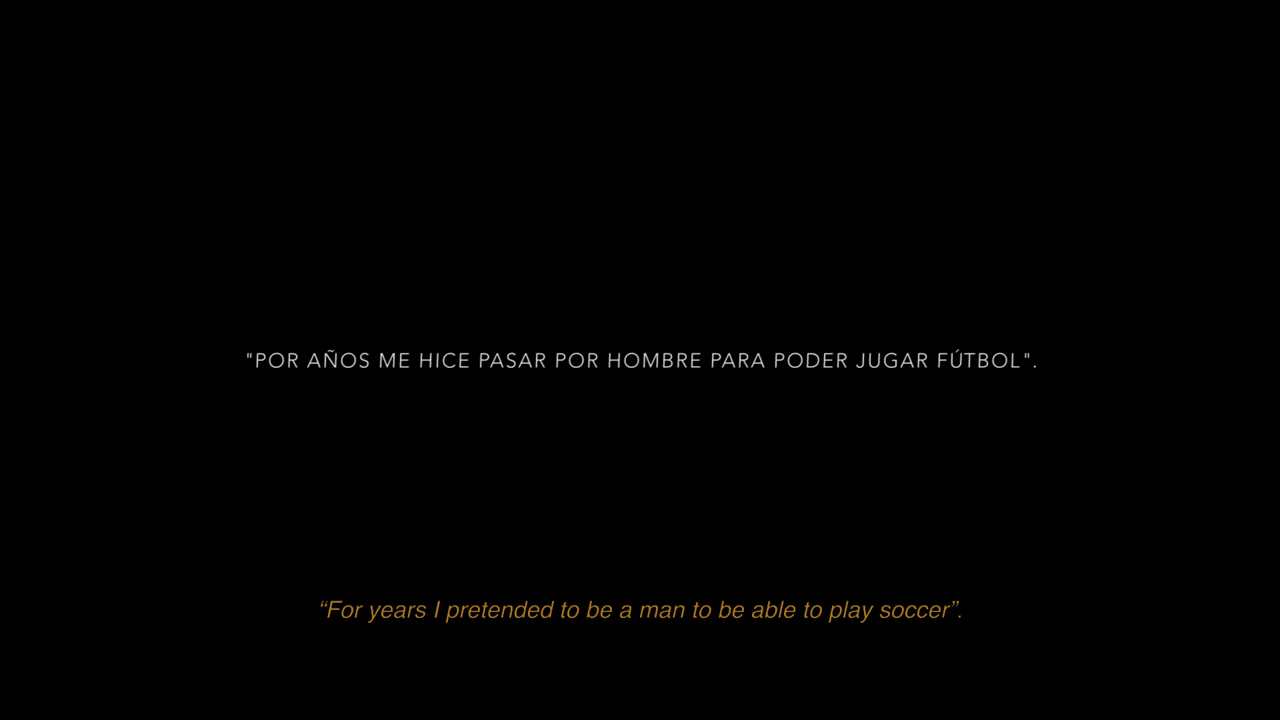 "POR AÑOS ME HICE PASAR POR HOMBRE PARA PODER JUGAR FÚTBOL".
“For years I pretended to be a man to be able to play soccer”.